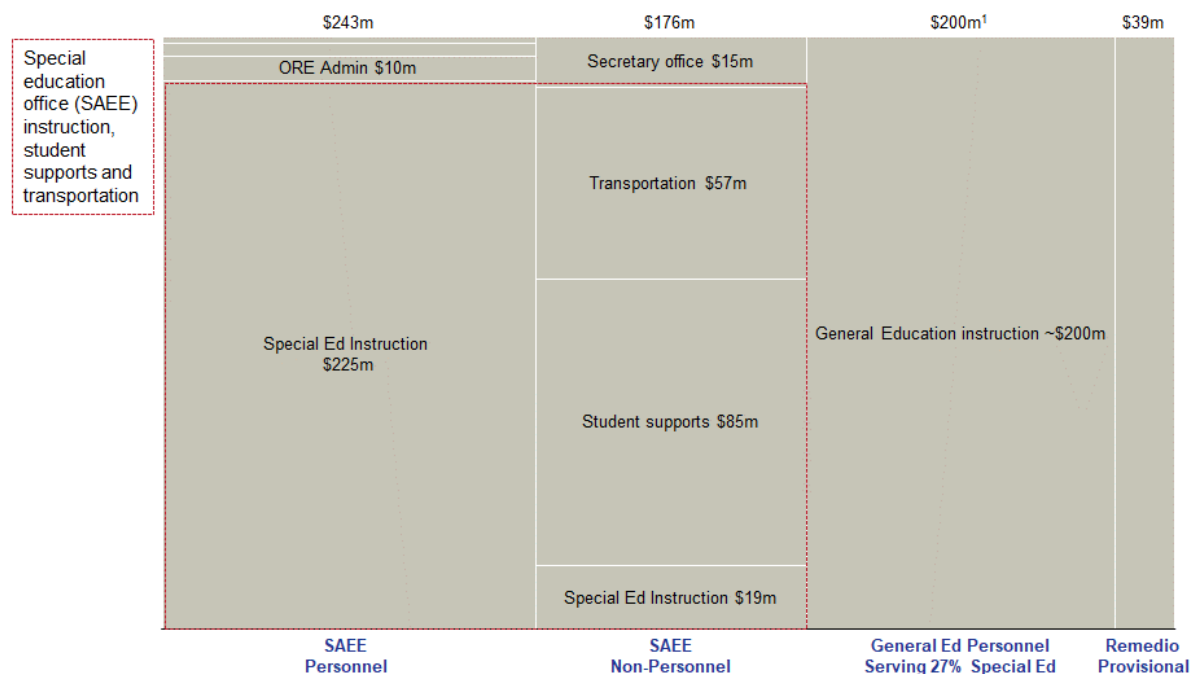 $243m
$176m
$200m¹
$39m
Special
education
office (SAEE)
instruction,
student
supports and
transportation
ORE Admin $10m
Secretary office $15m
Transportation $57m
Special Ed Instruction
$225m
General Education instruction ~$200m
Student supports $85m
Special Ed Instruction $19m
SAEE
Personnel
SAEE
Non-Personnel
General Ed Personnel
Serving 27% Special Ed
Remedio
Provisional